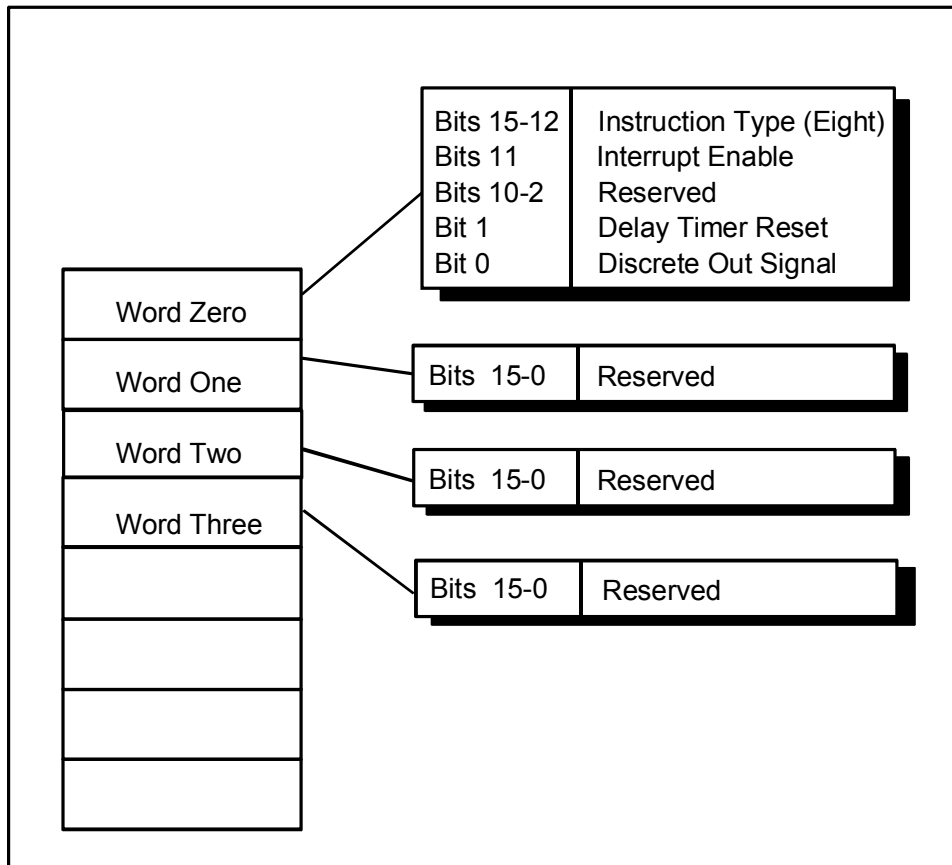 Bits 15-12 Instruction Type (Eight)
Bits 11 Interrupt Enable
Bits 10-2 Reserved
Bit 1 Delay Timer Reset
Bit 0 Discrete Out Signal
Word Zero
Word One
Bits 15-0 Reserved
Word Two
Bits 15-0 Reserved
Word Three
Bits 15-0 Reserved